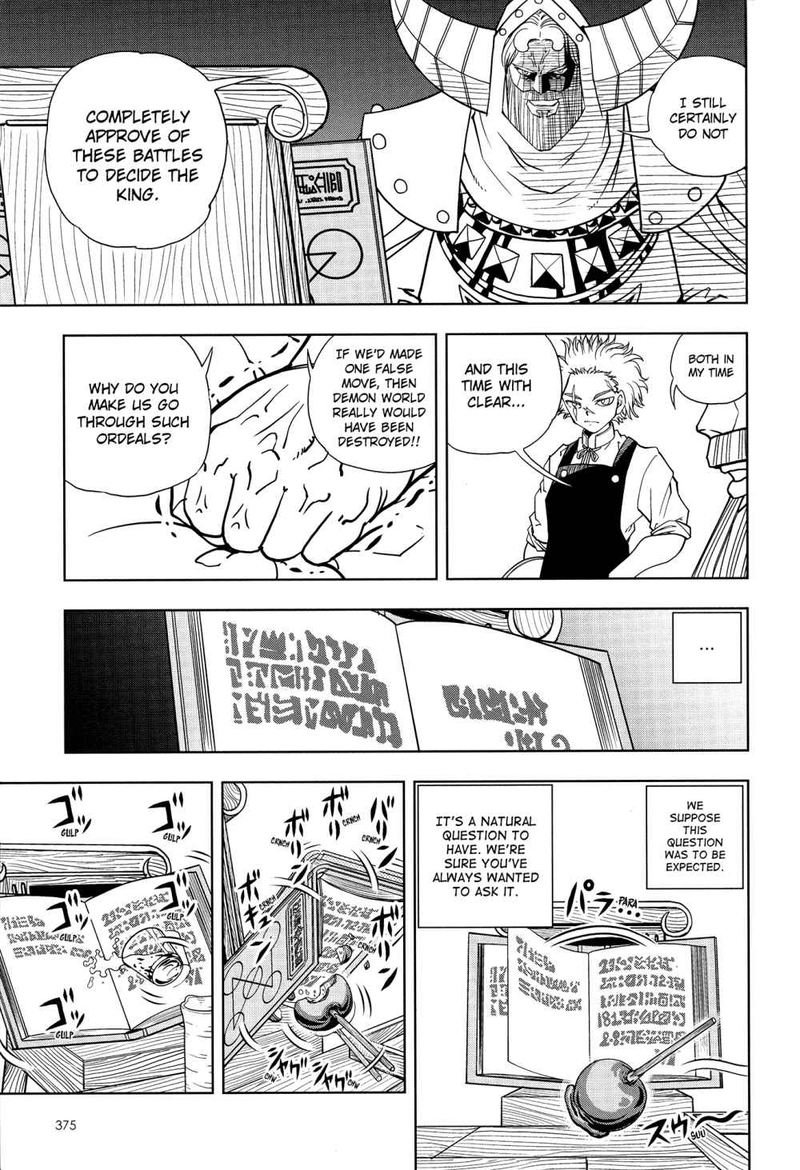 I STILL
CERTAINLY
DO NOT
COMPLETELY
APPROVE OF
THESE BATTLES
TO DECIDE THE
KING.
BOTH IN
MY TIME
AND THIS
TIME WITH
CLEAR...
IF WE'D MADE
ONE FALSE
MOVE, THEN
DEMON WORLD
REALLY WOULD
HAVE BEEN
DESTROYED!!
WHY DO YOU
MAKE US GO
THROUGH SUCH
ORDEALS?
...
WE
SUPPOSE
THIS
QUESTION
WAS TO BE
EXPECTED.
IT'S A NATURAL
QUESTION TO
HAVE. WE'RE
SURE YOU'VE
ALWAYS WANTED
TO ASK IT.
パラ...
PARA
スゥ〜
SUU
ボリ
CRNCH
ボリ
CRNCH
ボキュ
CRNCH
CRNCH
シャグ
シャグ
ゴッ
GULP
ゴッ
GULP
ゴッ
GULP
ゴッ
GULP
ゴッ
GULP
375